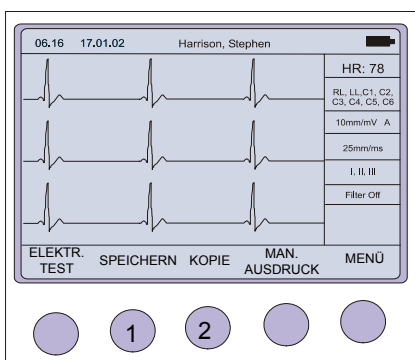 06.16 17.01.02 Harrison, Stephen
HR: 78
RL, LL,C1, C2,
C3, C4, C5, C6
10mm/mV A
25mm/ms
I, II, III
Filter Off
ELEKTR.
TEST
SPEICHERN
KOPIE
MAN.
AUSDRUCK
MENÜ
1
2